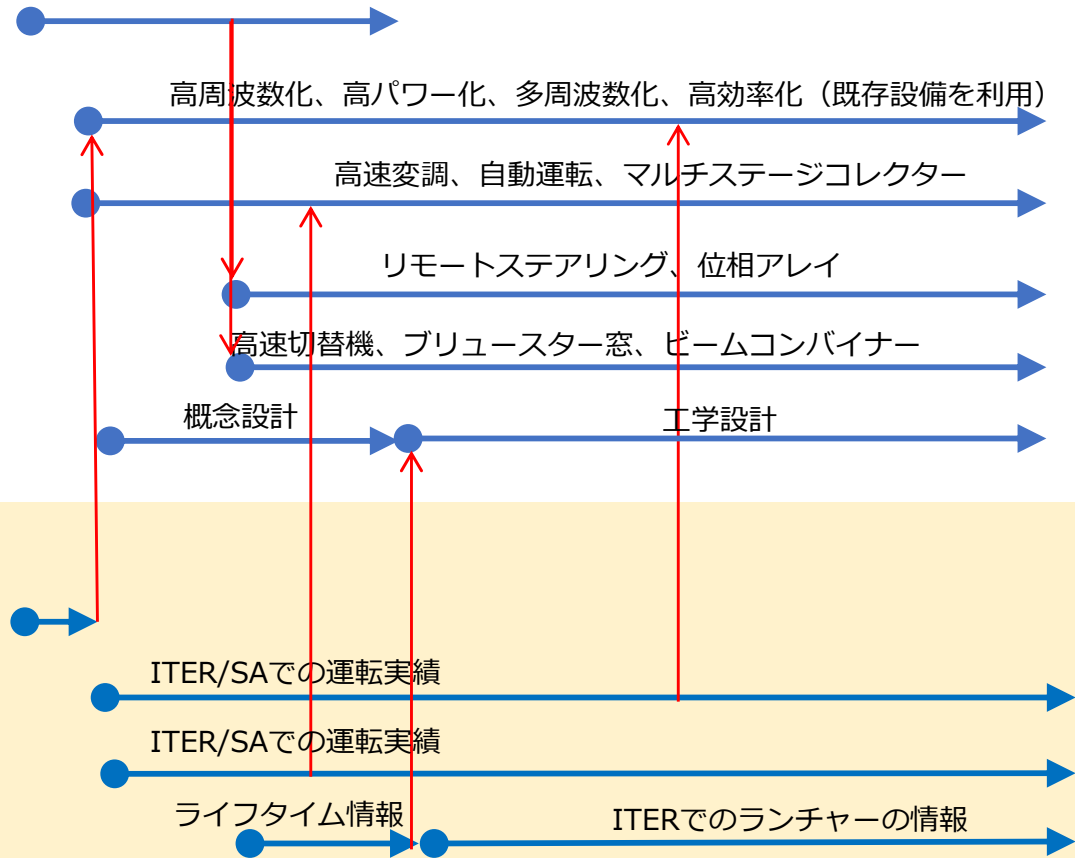 高周波数化、高パワー化、多周波数化、高効率化（既存設備を利用）
高速変調、自動運転、マルチステージコレクター
リモートステアリング、位相アレイ
高速切替機、ブリュースター窓、ビームコンバイナー
概念設計
工学設計
ITER/SAでの運転実績
ITER/SAでの運転実績
ライフタイム情報
ITERでのランチャーの情報